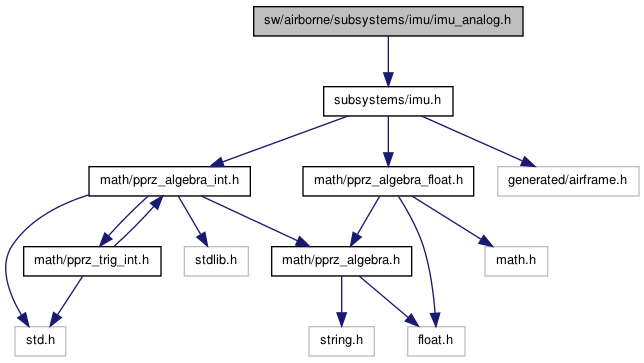 sw/airborne/subsystems/imu/imu_analog.h
subsystems/imu.h
math/pprz_algebra_int.h
math/pprz_algebra_float.h
generated/airframe.h
math/pprz_trig_int.h
stdlib.h
math/pprz_algebra.h
math.h
std.h
string.h
float.h